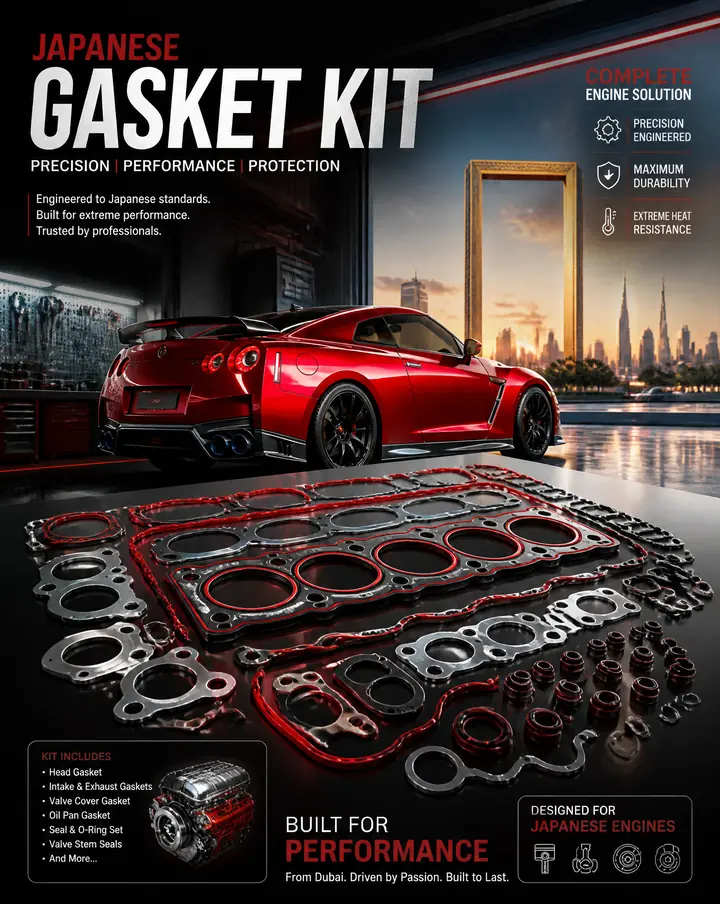 JAPANESE
GASKET KIT
PRECISION | PERFORMANCE | PROTECTION
Engineered to Japanese standards.
Built for extreme performance.
Trusted by professionals.
COMPLETE
ENGINE SOLUTION
PRECISION
ENGINEERED
MAXIMUM
DURABILITY
EXTREME HEAT
RESISTANCE
KIT INCLUDES
• Head Gasket
• Intake & Exhaust Gaskets
• Valve Cover Gasket
• Oil Pan Gasket
• Seal & O-Ring Set
• Valve Stem Seals
• And More...
BUILT FOR
PERFORMANCE
From Dubai. Driven by Passion. Built to Last.
DESIGNED FOR
JAPANESE ENGINES